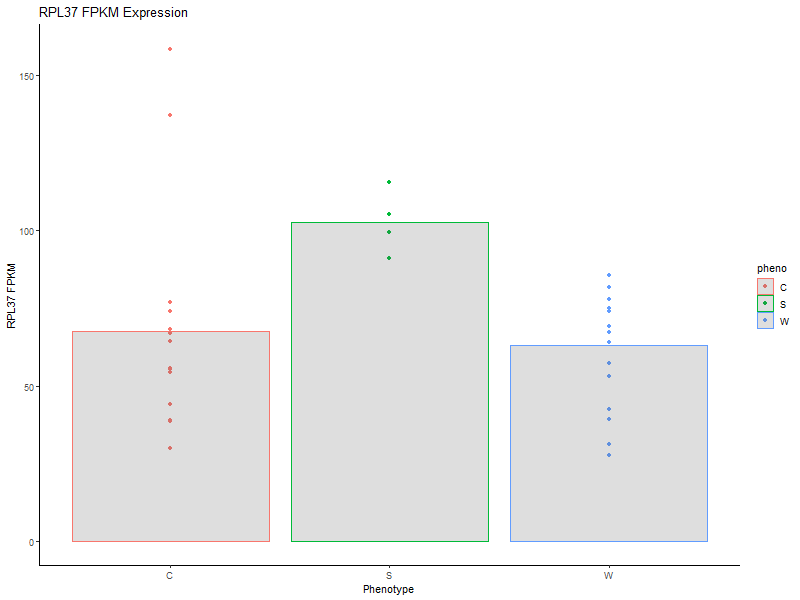 RPL37 FPKM Expression
150
100
50
0
RPL37 FPKM
C
S
W
Phenotype
pheno
C
S
W